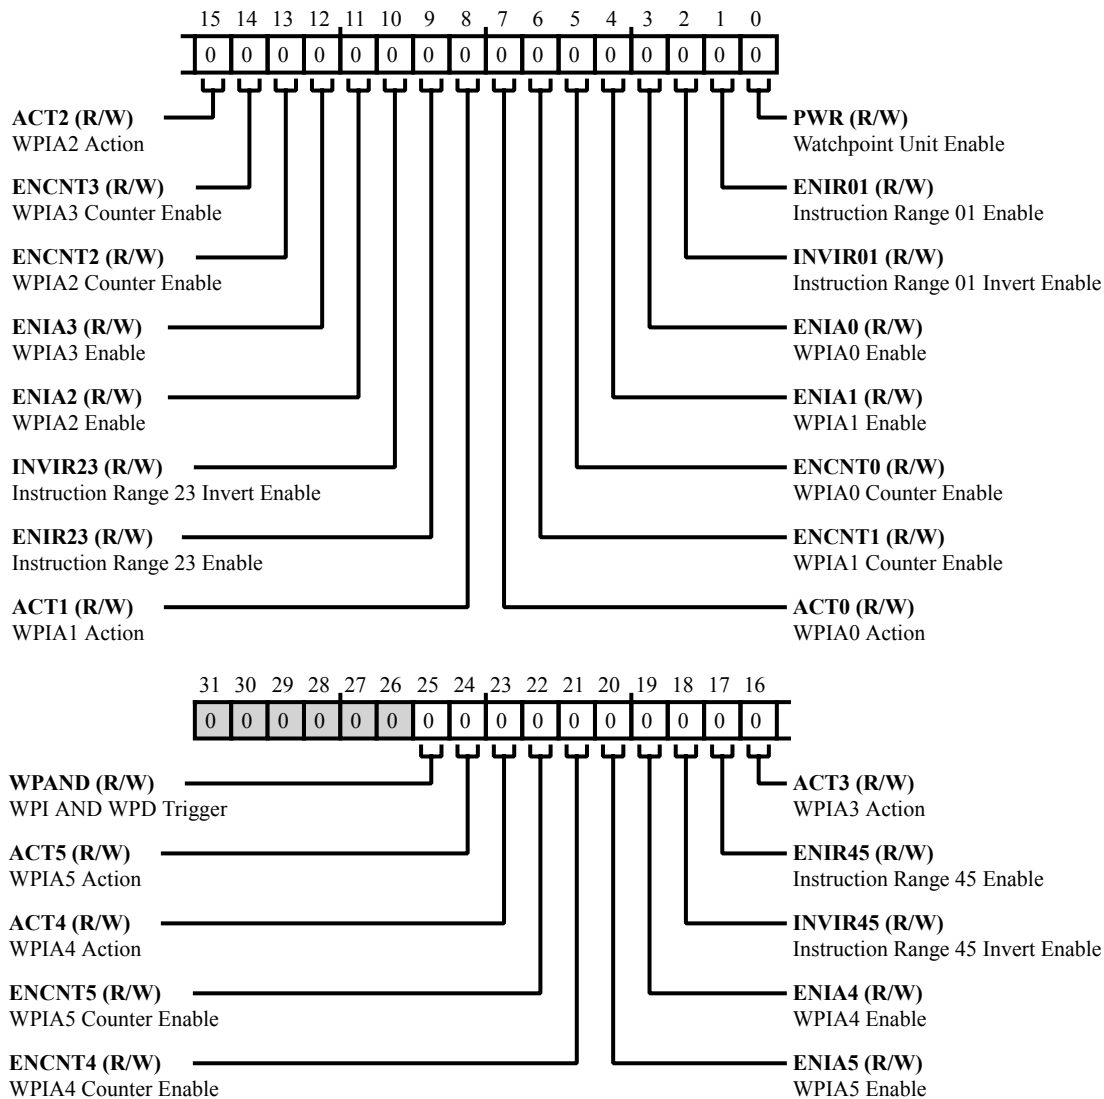 15 14 13 12 11 10 9 8 7 6 5 4 3 2 1 0
0 0 0 0 0 0 0 0 0 0 0 0 0 0 0 0
ACT2 (R/W)
WPIA2 Action
PWR (R/W)
Watchpoint Unit Enable
ENCNT3 (R/W)
WPIA3 Counter Enable
ENIR01 (R/W)
Instruction Range 01 Enable
ENCNT2 (R/W)
WPIA2 Counter Enable
INVIR01 (R/W)
Instruction Range 01 Invert Enable
ENIA3 (R/W)
WPIA3 Enable
ENIA0 (R/W)
WPIA0 Enable
ENIA2 (R/W)
WPIA2 Enable
ENIA1 (R/W)
WPIA1 Enable
INVIR23 (R/W)
Instruction Range 23 Invert Enable
ENCNT0 (R/W)
WPIA0 Counter Enable
ENIR23 (R/W)
Instruction Range 23 Enable
ENCNT1 (R/W)
WPIA1 Counter Enable
ACT1 (R/W)
WPIA1 Action
ACT0 (R/W)
WPIA0 Action
31 30 29 28 27 26 25 24 23 22 21 20 19 18 17 16
0 0 0 0 0 0 0 0 0 0 0 0 0 0 0 0
WPAND (R/W)
WPI AND WPD Trigger
ACT3 (R/W)
WPIA3 Action
ACT5 (R/W)
WPIA5 Action
ENIR45 (R/W)
Instruction Range 45 Enable
ACT4 (R/W)
WPIA4 Action
INVIR45 (R/W)
Instruction Range 45 Invert Enable
ENCNT5 (R/W)
WPIA5 Counter Enable
ENIA4 (R/W)
WPIA4 Enable
ENCNT4 (R/W)
WPIA4 Counter Enable
ENIA5 (R/W)
WPIA5 Enable